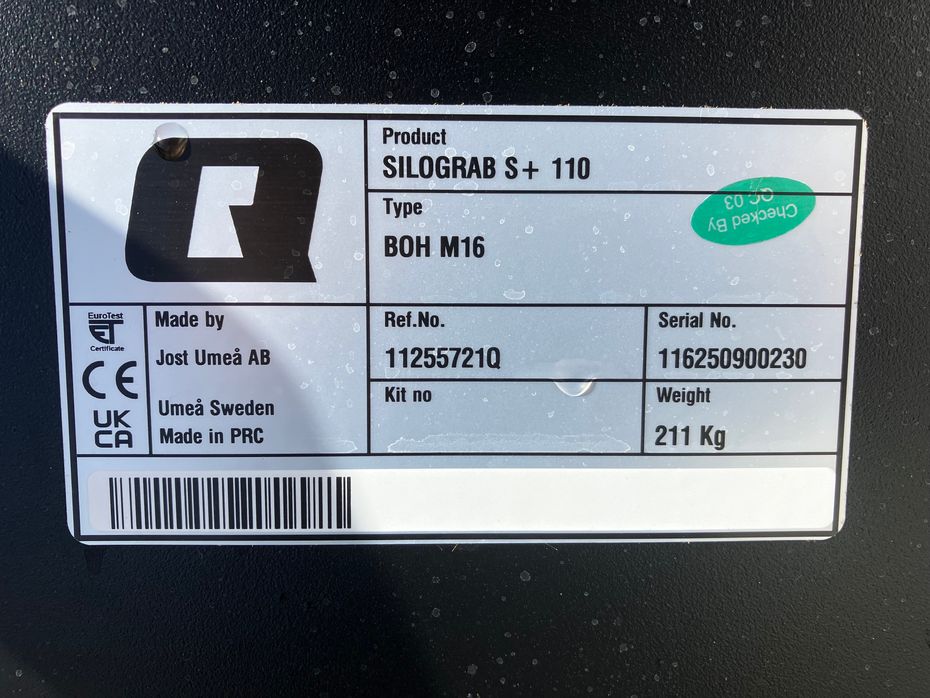 Product
SILOGRAB S+ 110
Type
BOH M16
Checked By
QC 03
EuroTest
ET
Certificate
CE
UK
CA
Made by
Jost Umeå AB
Umeå Sweden
Made in PRC
Ref.No.
11255721Q
Serial No.
116250900230
Kit no
Weight
211 Kg